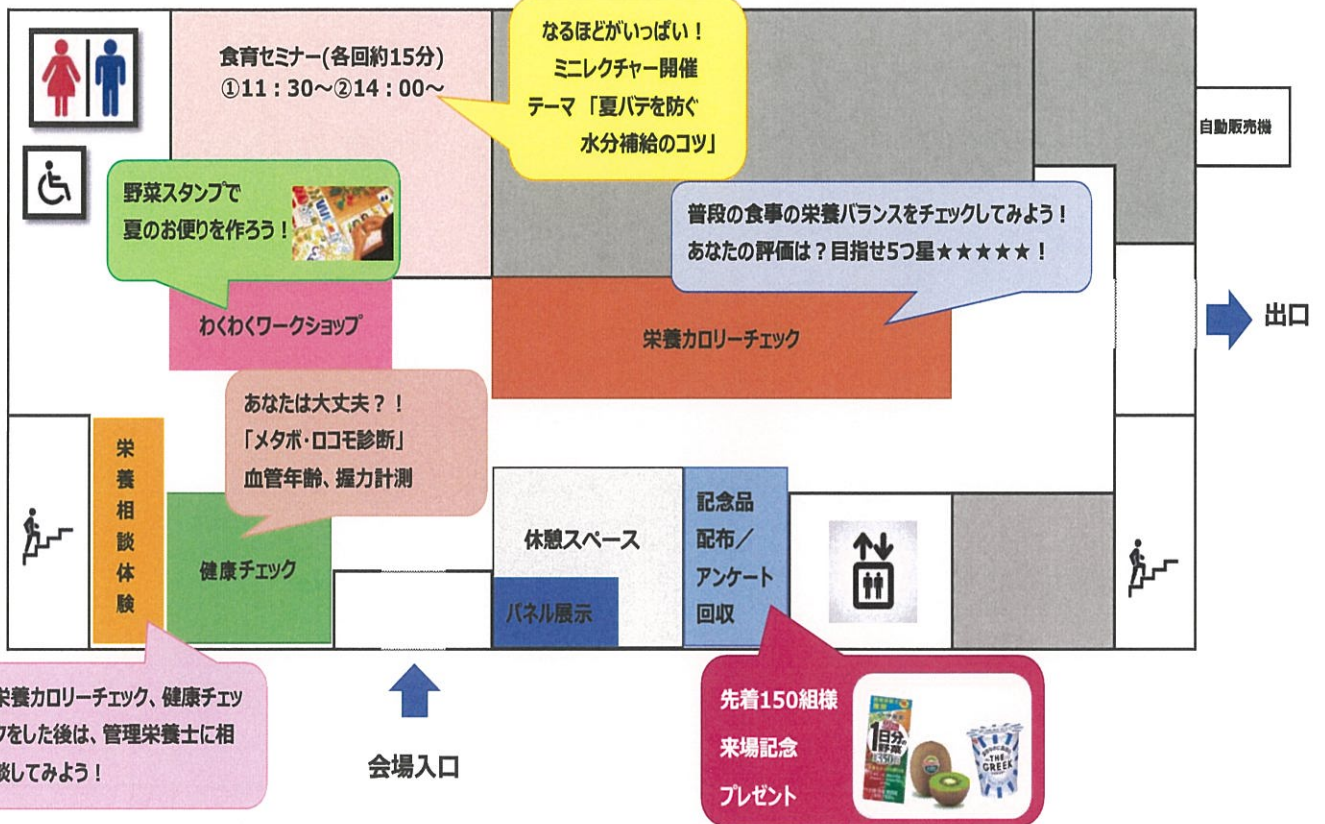 食育セミナー(各回約15分)
①11：30～②14：00～
なるほどがいっぱい！
ミニレクチャー開催
テーマ 「夏バテを防ぐ
水分補給のコツ」
自動販売機
野菜スタンプで
夏のお便りを作ろう！
普段の食事の栄養バランスをチェックしてみよう！
あなたの評価は？目指せ5つ星★★★★★！
わくわくワークショップ
栄養カロリーチェック
出口
あなたは大丈夫？！
「メタボ・ロコモ診断」
血管年齢、握力計測
栄養相談体験
健康チェック
休憩スペース
パネル展示
記念品
配布／
アンケート
回収
栄養カロリーチェック、健康チェッ
クをした後は、管理栄養士に相
談してみよう！
会場入口
先着150組様
来場記念
プレゼント
1日分の
野菜
THE
GREEK